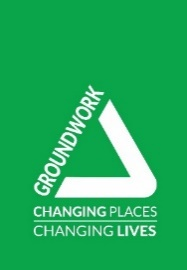 GROUNDWORK
CHANGING PLACES
CHANGING LIVES